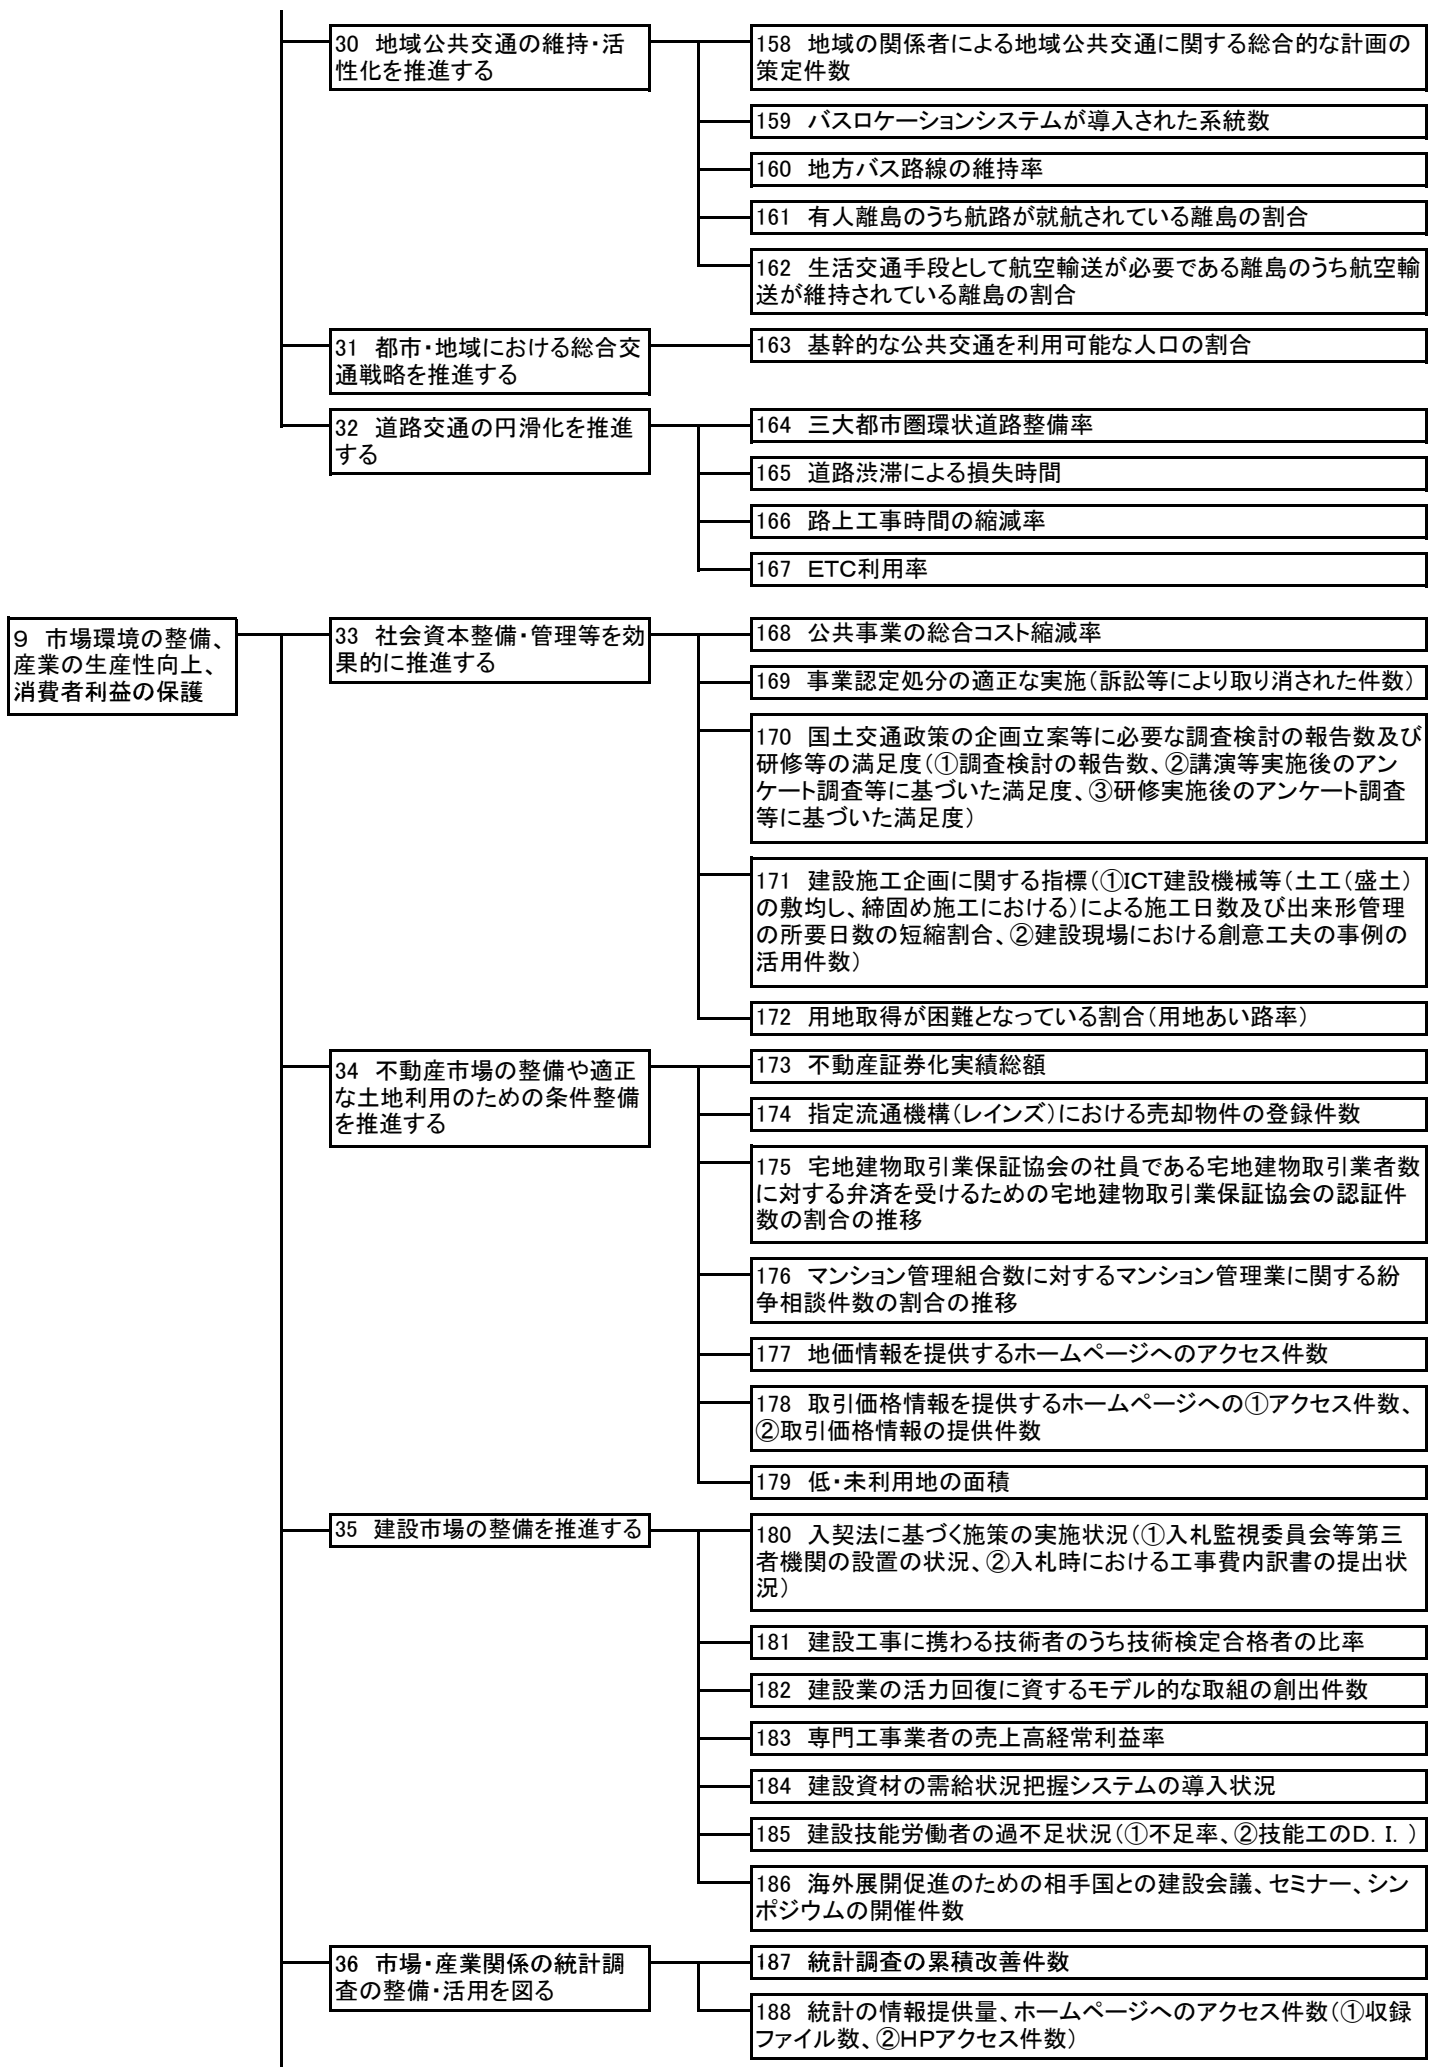 30 地域公共交通の維持・活
性化を推進する
158 地域の関係者による地域公共交通に関する総合的な計画の
策定件数
159 バスロケーションシステムが導入された系統数
160 地方バス路線の維持率
161 有人離島のうち航路が就航されている離島の割合
162 生活交通手段として航空輸送が必要である離島のうち航空輸
送が維持されている離島の割合
31 都市・地域における総合交
通戦略を推進する
163 基幹的な公共交通を利用可能な人口の割合
32 道路交通の円滑化を推進
する
164 三大都市圏環状道路整備率
165 道路渋滞による損失時間
166 路上工事時間の縮減率
167 ETC利用率
9 市場環境の整備、
産業の生産性向上、
消費者利益の保護
33 社会資本整備・管理等を効
果的に推進する
168 公共事業の総合コスト縮減率
169 事業認定処分の適正な実施(訴訟等により取り消された件数)
170 国土交通政策の企画立案等に必要な調査検討の報告数及び
研修等の満足度(①調査検討の報告数、②講演等実施後のアン
ケート調査等に基づいた満足度、③研修実施後のアンケート調査
等に基づいた満足度)
171 建設施工企画に関する指標(①ICT建設機械等(土工(盛土)
の敷均し、締固め施工における)による施工日数及び出来形管理
の所要日数の短縮割合、②建設現場における創意工夫の事例の
活用件数)
172 用地取得が困難となっている割合(用地あい路率)
34 不動産市場の整備や適正
な土地利用のための条件整備
を推進する
173 不動産証券化実績総額
174 指定流通機構(レインズ)における売却物件の登録件数
175 宅地建物取引業保証協会の社員である宅地建物取引業者数
に対する弁済を受けるための宅地建物取引業保証協会の認証件
数の割合の推移
176 マンション管理組合数に対するマンション管理業に関する紛
争相談件数の割合の推移
177 地価情報を提供するホームページへのアクセス件数
178 取引価格情報を提供するホームページへの①アクセス件数、
②取引価格情報の提供件数
179 低・未利用地の面積
35 建設市場の整備を推進する
180 入契法に基づく施策の実施状況(①入札監視委員会等第三
者機関の設置の状況、②入札時における工事費内訳書の提出状
況)
181 建設工事に携わる技術者のうち技術検定合格者の比率
182 建設業の活力回復に資するモデル的な取組の創出件数
183 専門工事業者の売上高経常利益率
184 建設資材の需給状況把握システムの導入状況
185 建設技能労働者の過不足状況(①不足率、②技能工のD.I.)
186 海外展開促進のための相手国との建設会議、セミナー、シン
ポジウムの開催件数
36 市場・産業関係の統計調
査の整備・活用を図る
187 統計調査の累積改善件数
188 統計の情報提供量、ホームページへのアクセス件数(①収録
ファイル数、②HPアクセス件数)